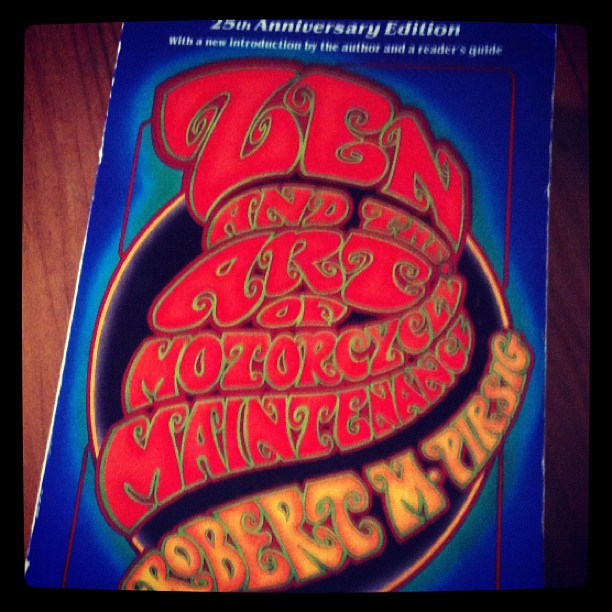 25th Anniversary Edition
With a new introduction by the author and a reader's guide
ZEN
AND THE
ART
OF
MOTORCYCLE
MAINTENANCE
ROBERT M. PIRSIG